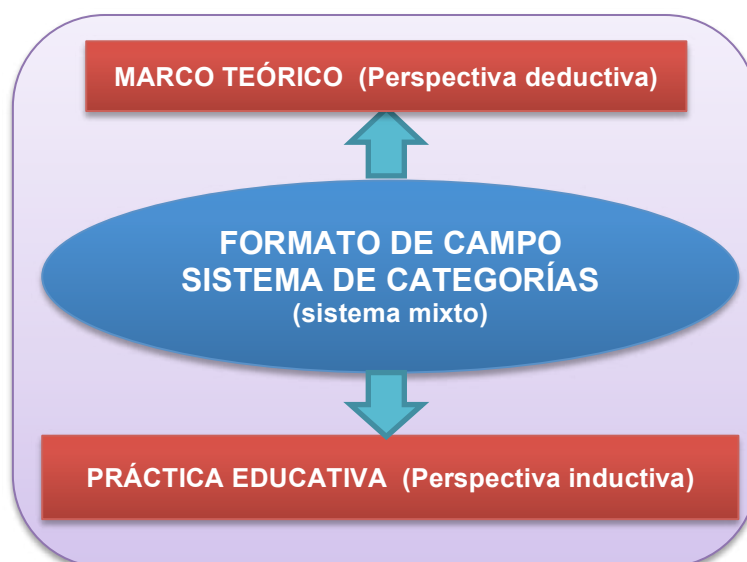 MARCO TEÓRICO (Perspectiva deductiva)
FORMATO DE CAMPO
SISTEMA DE CATEGORÍAS
(sistema mixto)
PRÁCTICA EDUCATIVA (Perspectiva inductiva)